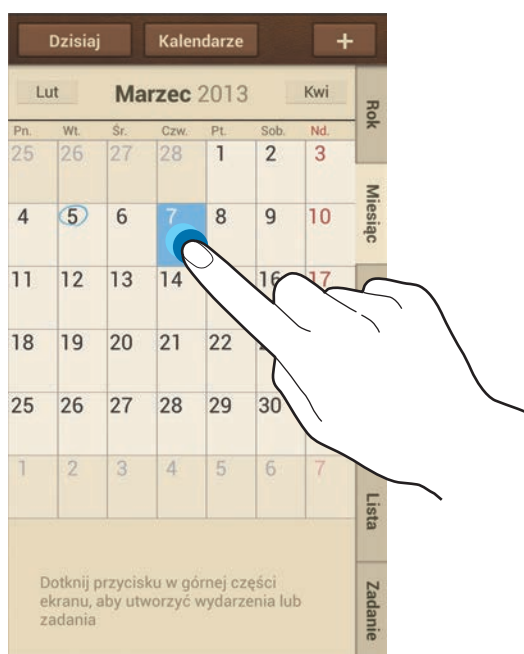 Dzisiaj Kalendarze +
Lut Marzec 2013 Kwi
Pn. Wt. Śr. Czw. Pt. Sob. Nd.
25 26 27 28 1 2 3
4 5 6 7 8 9 10
11 12 13 14 16 17
18 19 20 21 22
25 26 27 28 29 30
1 2 3 4 5 6 7
Dotknij przycisku w górnej części
ekranu, aby utworzyć wydarzenia lub
zadania
Rok
Miesiąc
Lista
Zadanie